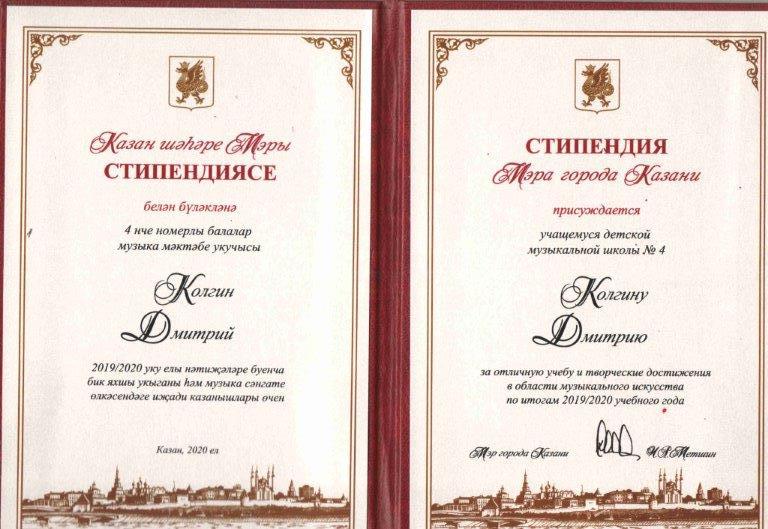 Казан шәһәре Мэры
СТИПЕНДИЯСЕ
белән бүләкләнә
4 нче номерлы балалар
музыка мәктәбе укучысы
Колгин
Дмитрий
2019/2020 уку елы нәтиҗәләре буенча
бик яхшы укыганы һәм музыка сәнгате
өлкәсендәге иҗади казанышлары өчен
Казан, 2020 ел
СТИПЕНДИЯ
Мэра города Казани
присуждается
учащемуся детской
музыкальной школы № 4
Колгину
Дмитрию
за отличную учебу и творческие достижения
в области музыкального искусства
по итогам 2019/2020 учебного года
Мэр города Казани И.Р.Метшин